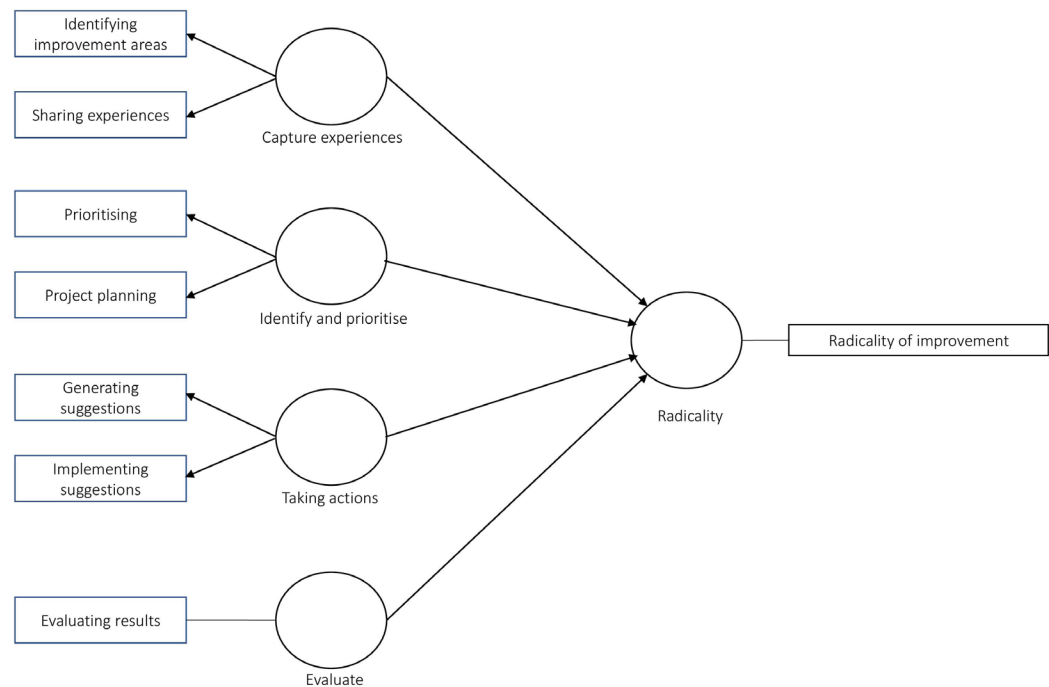 Identifying
improvement areas
Sharing experiences
Capture experiences
Prioritising
Project planning
Identify and prioritise
Radicality of improvement
Radicality
Generating
suggestions
Implementing
suggestions
Taking actions
Evaluating results
Evaluate